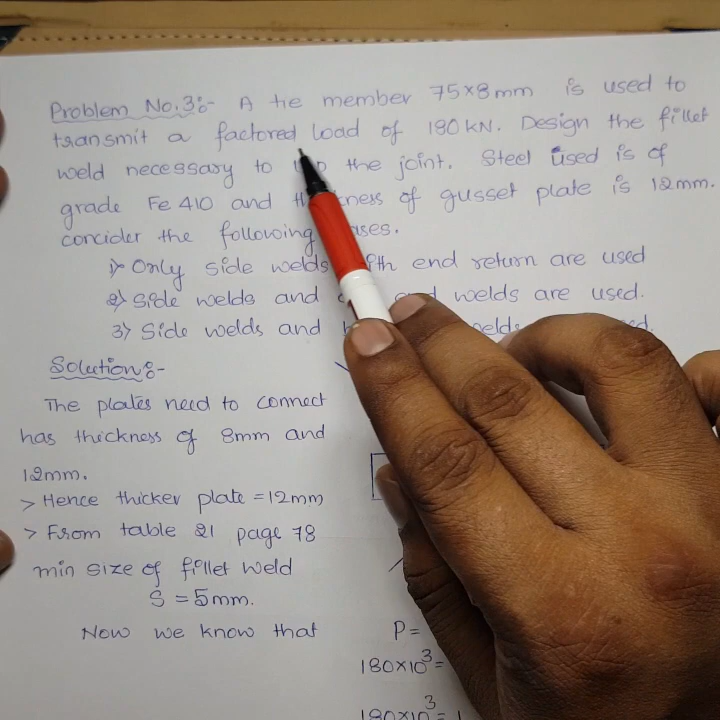 Problem No.3:- A tie member 75×8mm is used to
transmit a factored load of 180 kN. Design the fillet
weld necessary to the joint. Steel used is of
grade Fe 410 and of gusset plate is 12mm.
concider the following
1) Only side welds end return are used
2) Side welds and welds are used.
3) Side welds and
Solution:-
The plates need to connect
has thickness of 8mm and
12mm.
> Hence thicker plate = 12mm
> From table 21 page 78
min size of fillet weld
S = 5mm.
Now we know that
P =
180×10³ =
180×10³ =